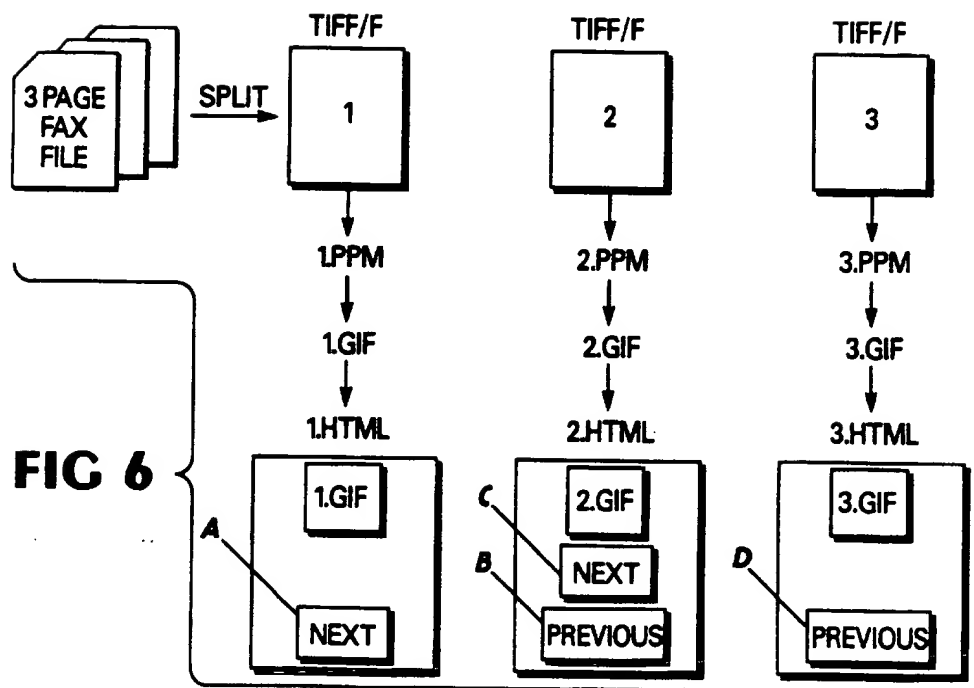 TIFF/F
TIFF/F
TIFF/F
3 PAGE
FAX
FILE
SPLIT
1
2
3
1.PPM
2.PPM
3.PPM
1.GIF
2.GIF
3.GIF
1.HTML
2.HTML
3.HTML
FIG 6
1.GIF
2.GIF
3.GIF
A
C
B
D
NEXT
NEXT
PREVIOUS
PREVIOUS